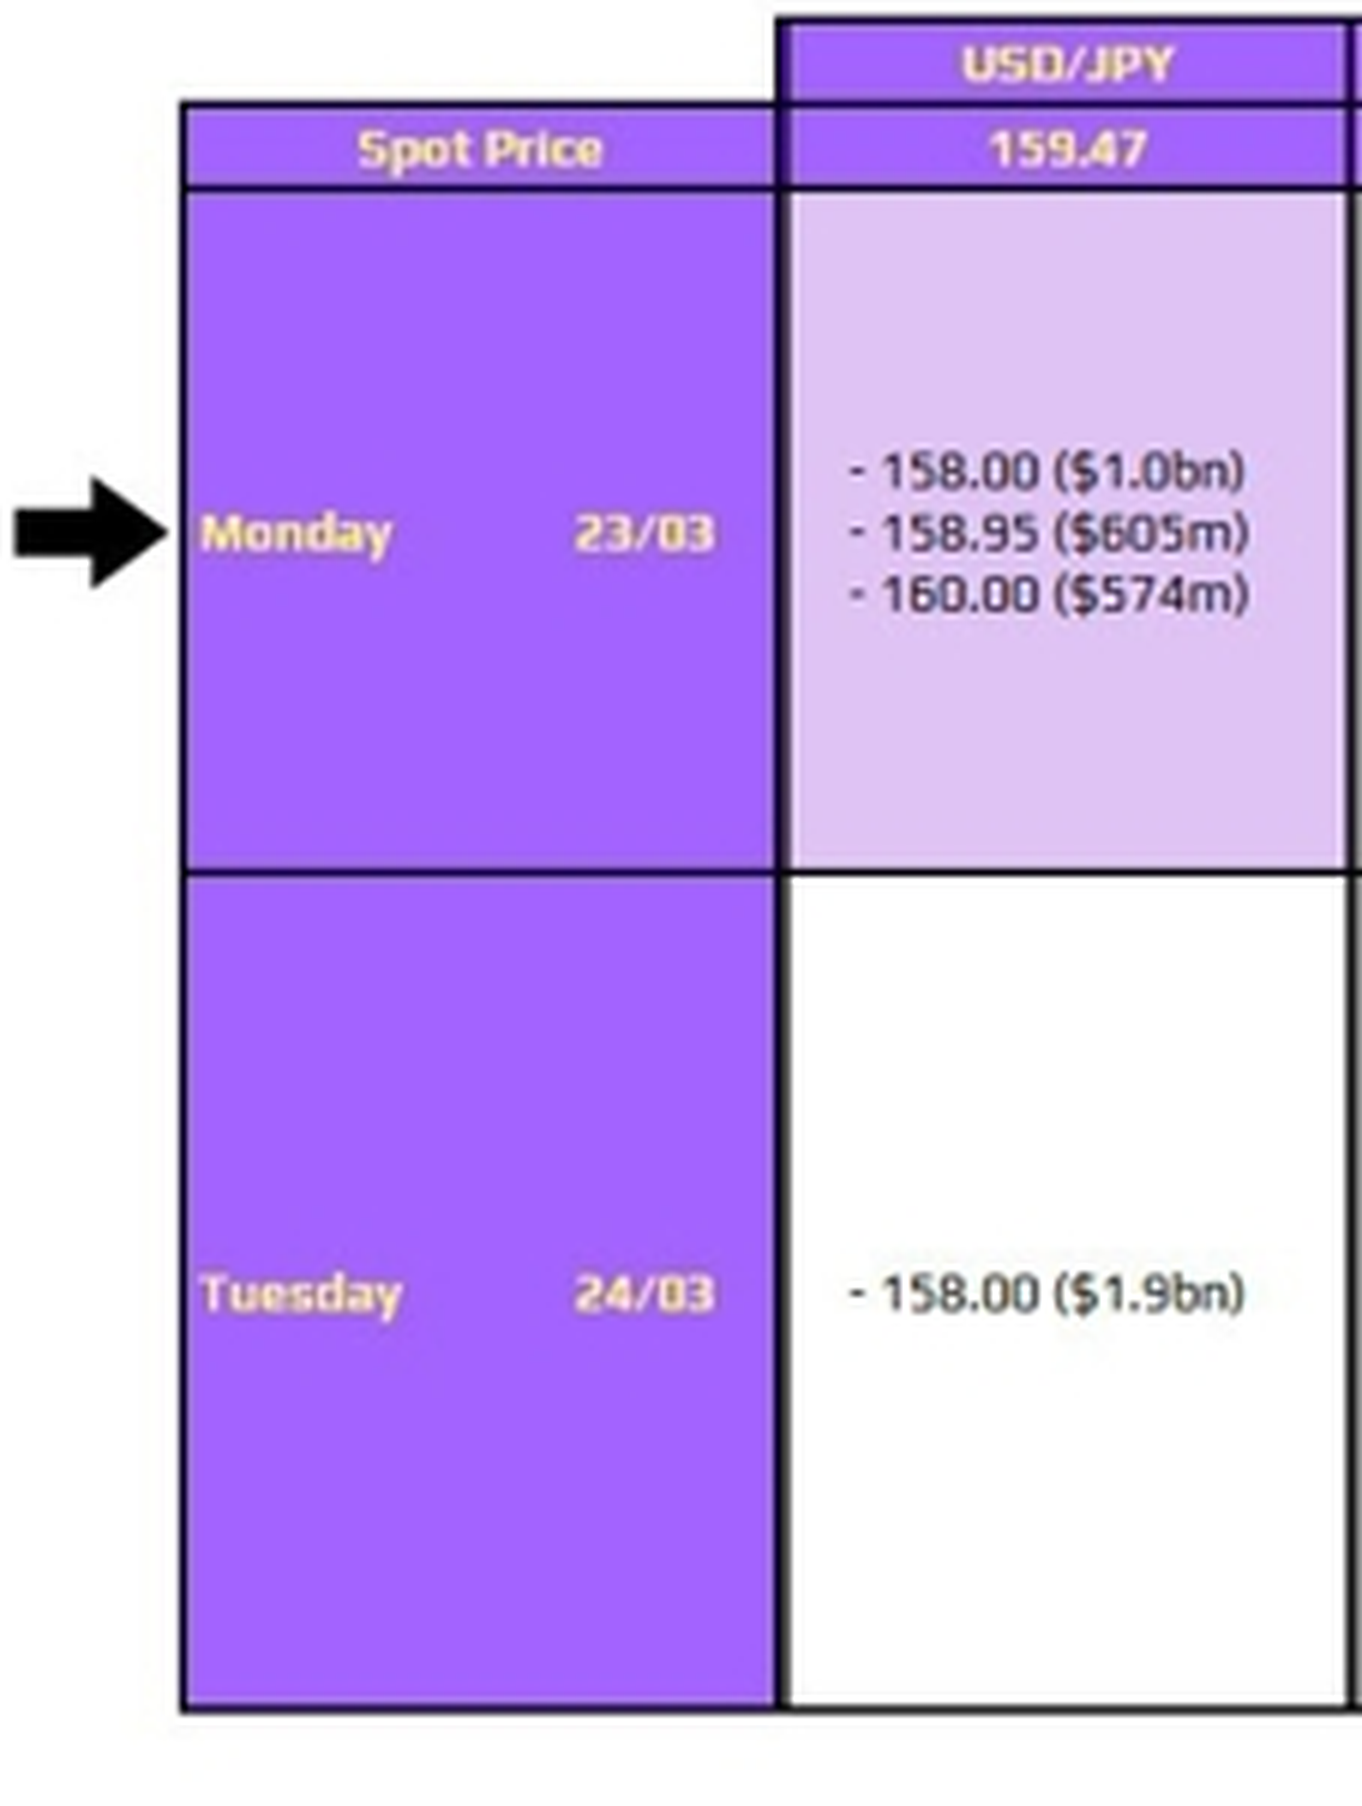 USD/JPY
Spot Price 159.47
Monday 23/03
- 158.00 ($1.0bn)
- 158.95 ($605m)
- 160.00 ($574m)
Tuesday 24/03
- 158.00 ($1.9bn)